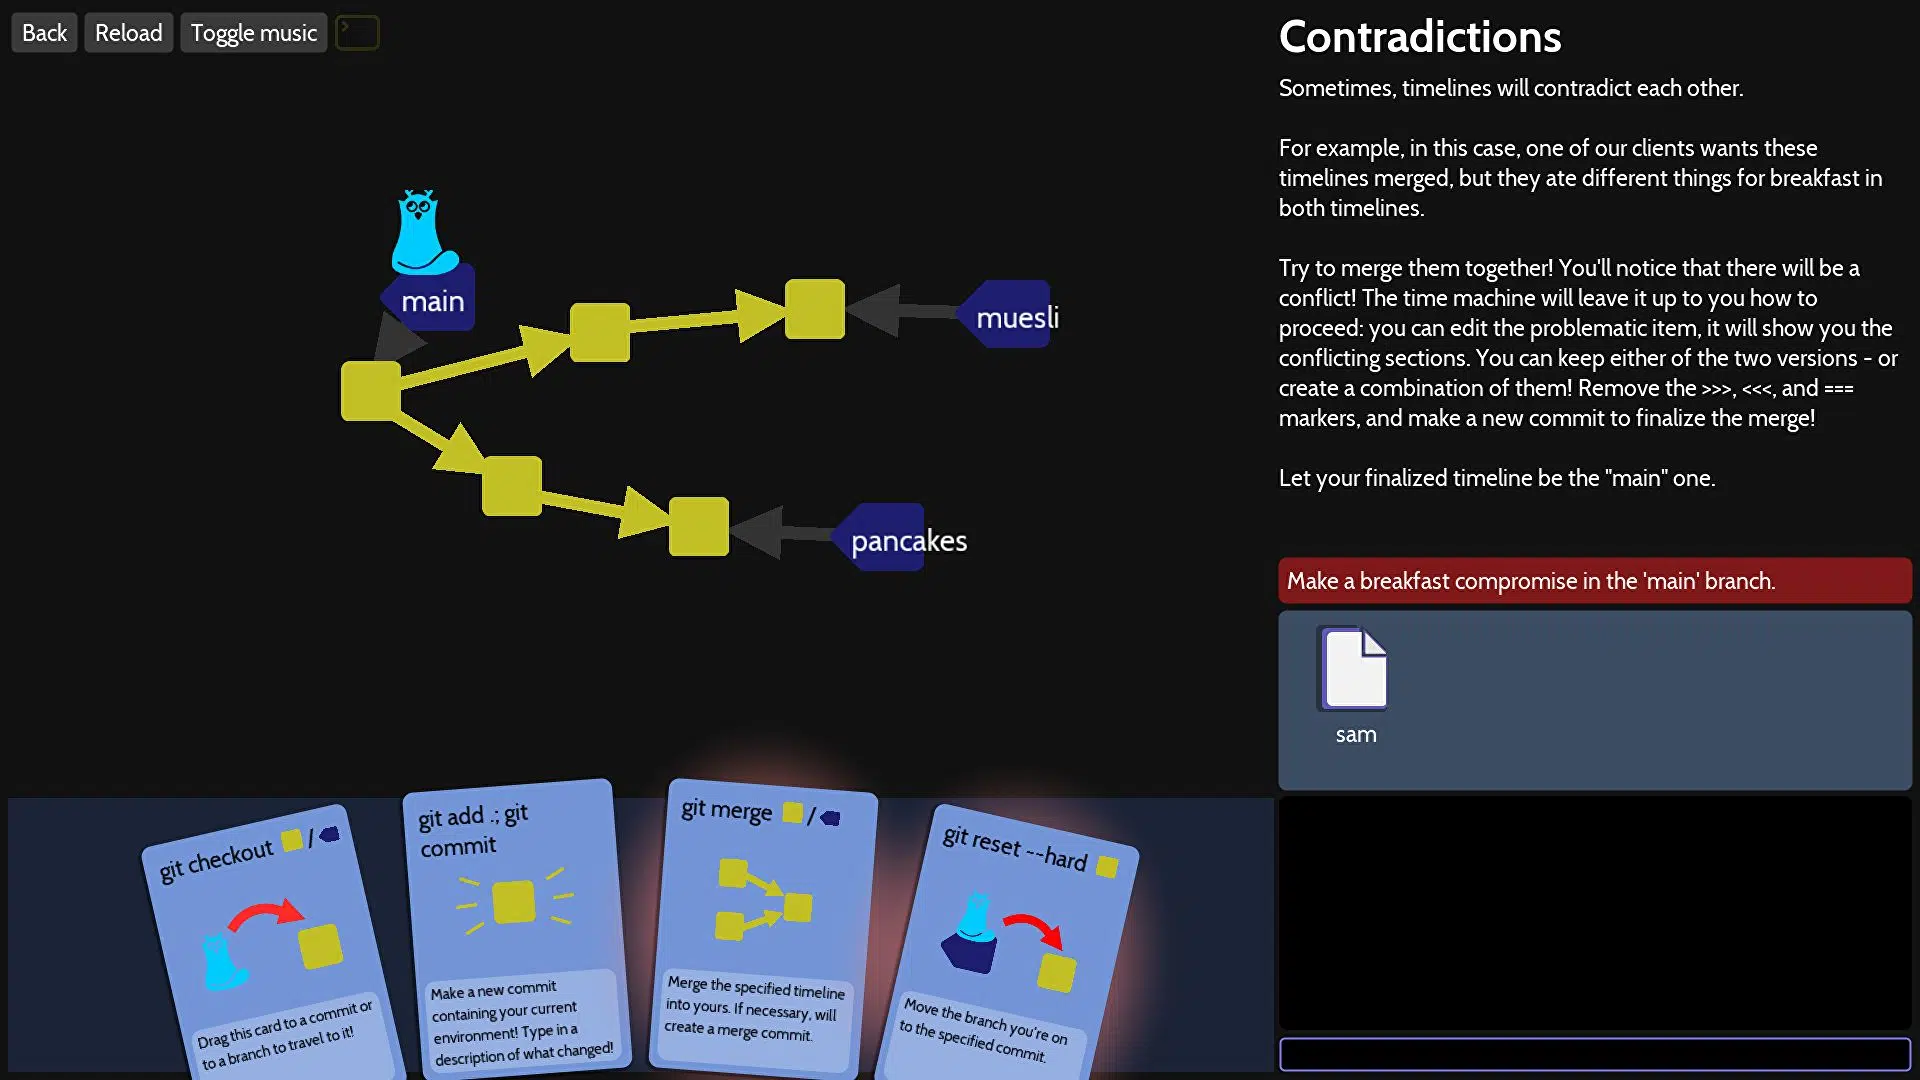 Back
Reload
Toggle music
main
muesli
pancakes
git checkout /
Drag this card to a commit or
to a branch to travel to it!
git add .; git
commit
Make a new commit
containing your current
environment! Type in a
description of what changed!
git merge /
Merge the specified timeline
into yours. If necessary, will
create a merge commit.
git reset --hard
Move the branch you're on
to the specified commit.
Contradictions
Sometimes, timelines will contradict each other.
For example, in this case, one of our clients wants these
timelines merged, but they ate different things for breakfast in
both timelines.
Try to merge them together! You'll notice that there will be a
conflict! The time machine will leave it up to you how to
proceed: you can edit the problematic item, it will show you the
conflicting sections. You can keep either of the two versions - or
create a combination of them! Remove the >>>, <<<, and ===
markers, and make a new commit to finalize the merge!
Let your finalized timeline be the "main" one.
Make a breakfast compromise in the 'main' branch.
sam